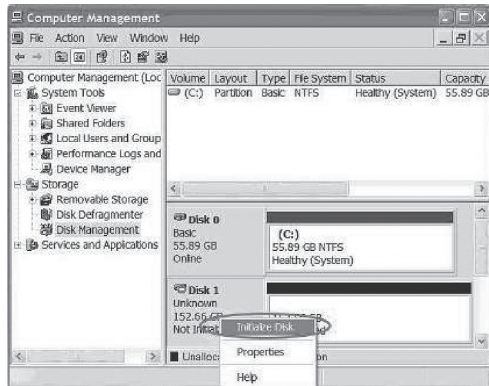 Computer Management
File Action View Window Help
Computer Management (Loc
System Tools
Event Viewer
Shared Folders
Local Users and Group
Performance Logs and
Device Manager
Storage
Removable Storage
Disk Defragmenter
Disk Management
Services and Applications
Volume Layout Type File System Status Capacity
(C:) Partition Basic NTFS Healthy (System) 55.89 GB
Disk 0
Basic
55.89 GB
Online
(C:)
55.89 GB NTFS
Healthy (System)
Disk 1
Unknown
152.66
Not
Initialize Disk
Properties
Help